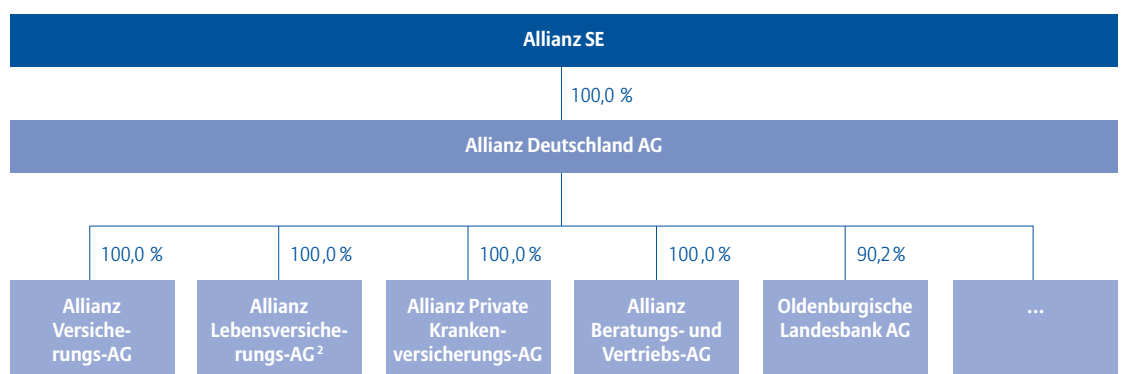 Allianz SE
100,0 %
Allianz Deutschland AG
100,0 %
100,0 %
100,0 %
100,0 %
90,2 %
Allianz
Versiche-
rungs-AG
Allianz
Lebensversiche-
rungs-AG ²
Allianz Private
Kranken-
versicherungs-AG
Allianz
Beratungs- und
Vertriebs-AG
Oldenburgische
Landesbank AG
...